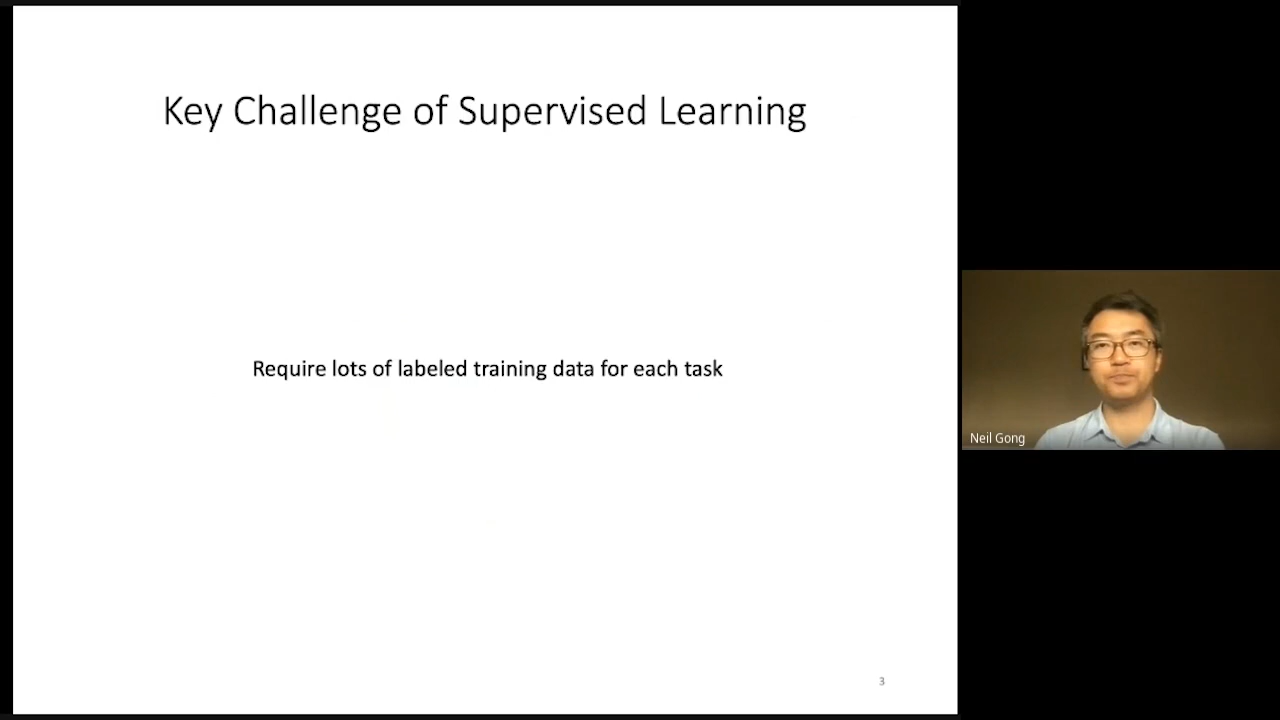 Key Challenge of Supervised Learning
Require lots of labeled training data for each task
3
Neil Gong